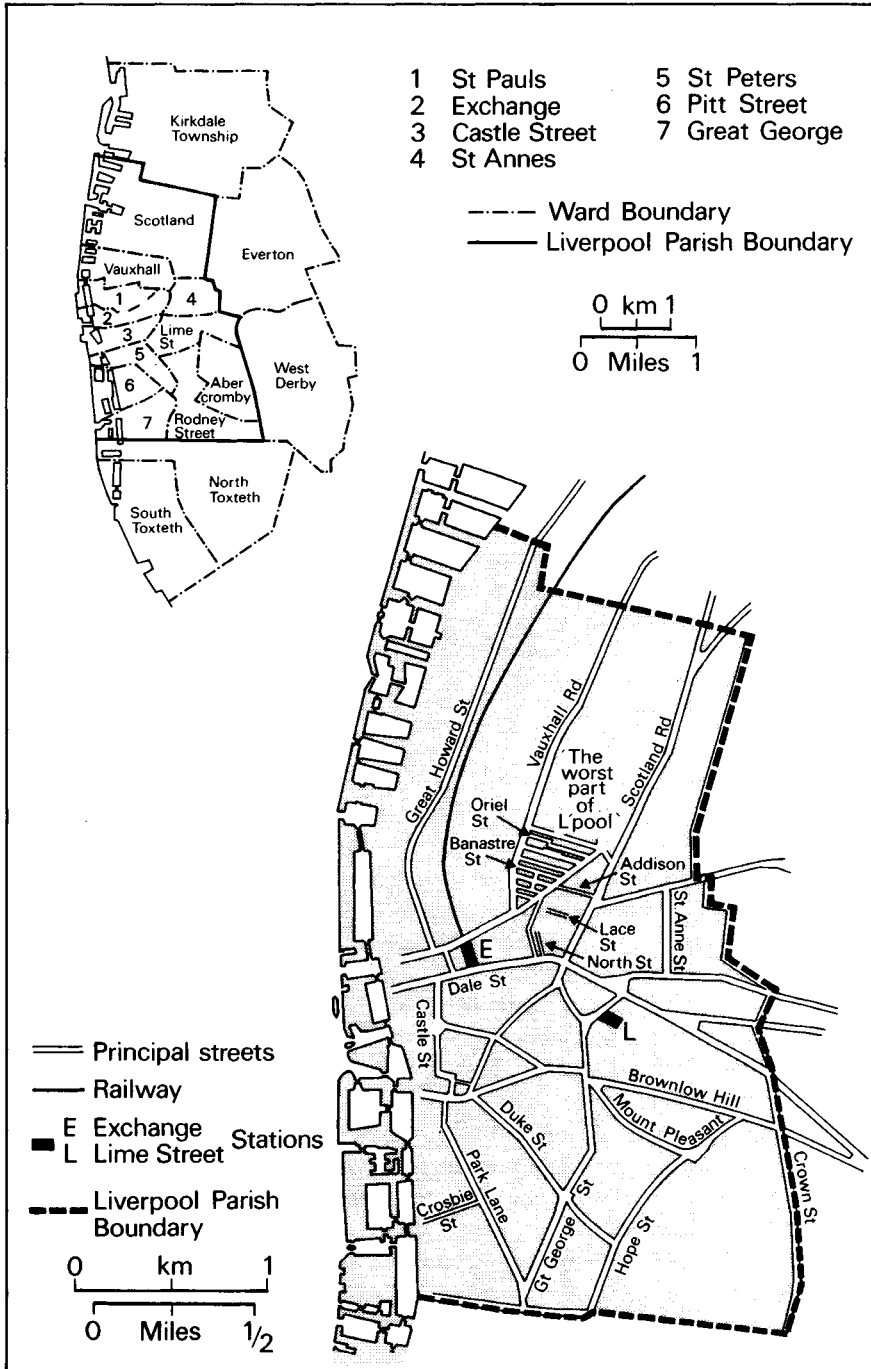 1 St Pauls
2 Exchange
3 Castle Street
4 St Annes
5 St Peters
6 Pitt Street
7 Great George
Ward Boundary
Liverpool Parish Boundary
0 km 1
0 Miles 1
Kirkdale
Township
Scotland
Everton
Vauxhall
1
4
2
3
Lime
St
5
West
Derby
6
Aber
cromby
7
Rodney
Street
North
Toxteth
South
Toxteth
Great Howard St
Vauxhall Rd
Scotland Rd
'The
worst
part
of
L'pool'
Oriel
St
Banastre
St
Addison
St
Lace
St
North St
St Anne St
E
Dale St
Castle St
L
Brownlow Hill
Mount Pleasant
Duke St
Park Lane
Crosbie
St
Gt George St
Hope St
Crown St
Principal streets
Railway
E Exchange
L Lime Street
Stations
Liverpool Parish
Boundary
0 km 1
0 Miles 1/2